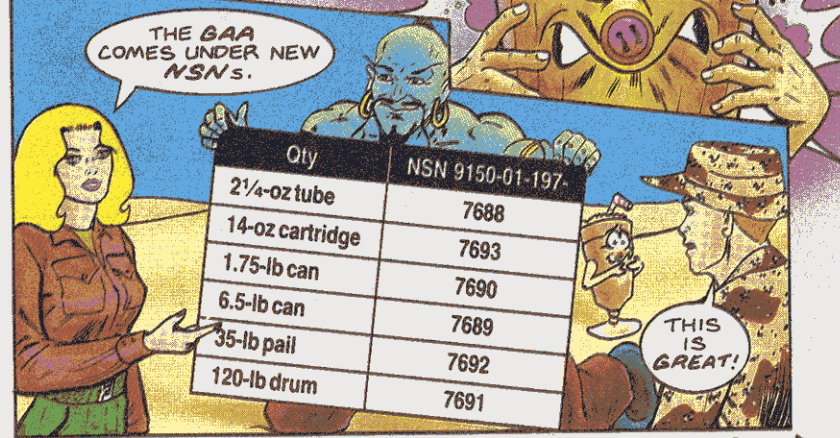 THE GAA
COMES UNDER NEW
NSNs.
Qty NSN 9150-01-197-
2 1/4-oz tube 7688
14-oz cartridge 7693
1.75-lb can 7690
6.5-lb can 7689
35-lb pail 7692
120-lb drum 7691
THIS
IS
GREAT!